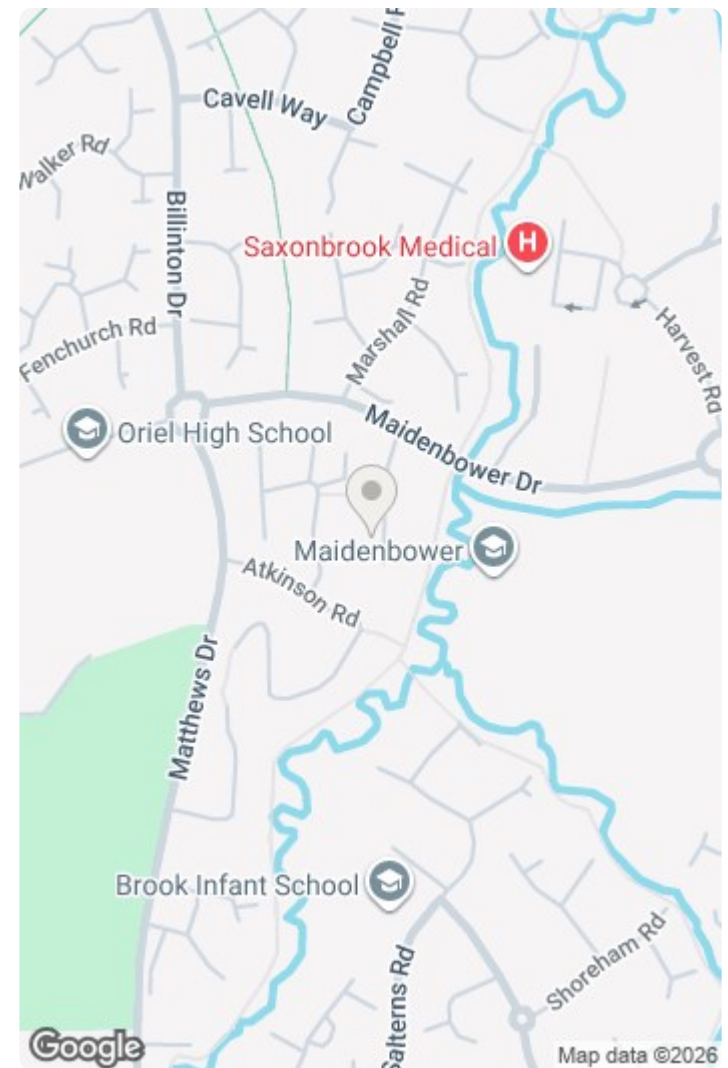 Campbell R
Cavell Way
Walker Rd
Billinton Dr
Saxonbrook Medical
H
Marshall Rd
Fenchurch Rd
Harvest Rd
Oriel High School
Maidenbower Dr
Maidenbower
Atkinson Rd
Matthews Dr
Brook Infant School
Salterns Rd
Shoreham Rd
Google
Map data ©2026